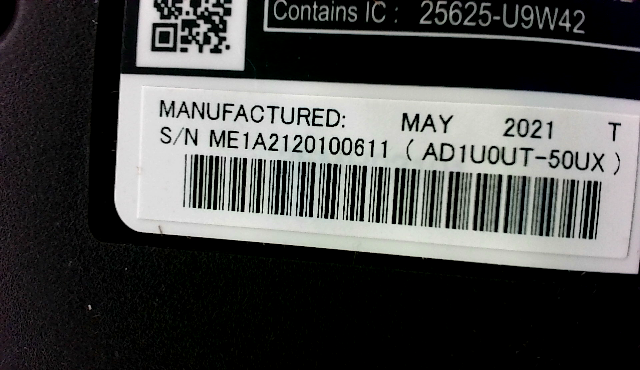 Contains IC : 25625-U9W42
MANUFACTURED: MAY 2021 T
S/N ME1A2120100611 ( AD1U0UT-50UX )